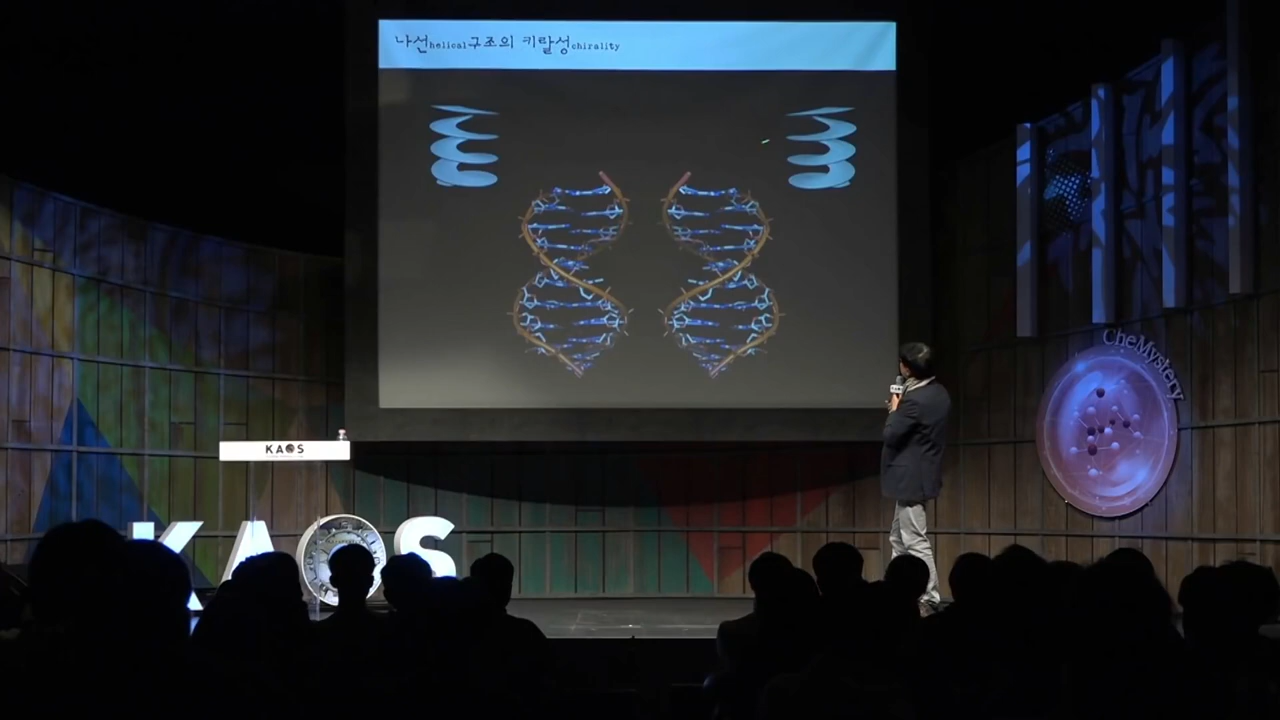 나선helical구조의 키랄성chirality
CheMystery
KAOS
KAOS